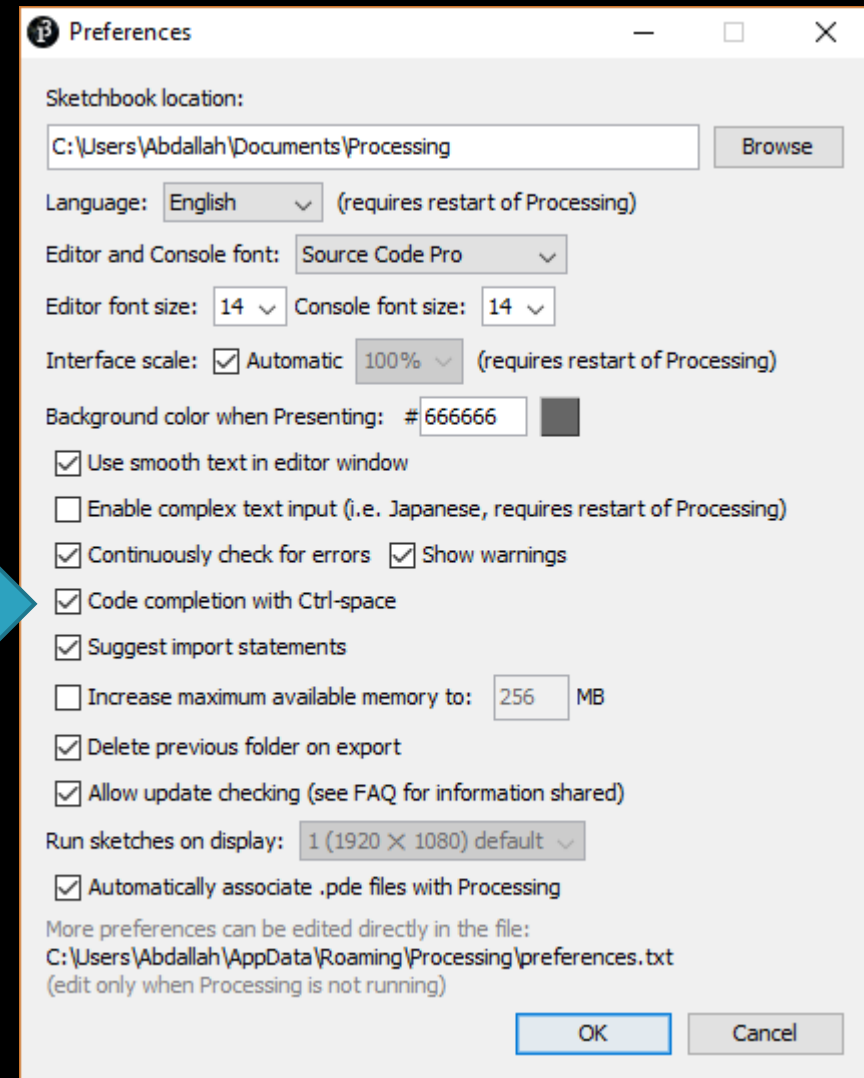 Preferences
Sketchbook location:
C:\Users\Abdallah\Documents\Processing Browse
Language: English (requires restart of Processing)
Editor and Console font: Source Code Pro
Editor font size: 14 Console font size: 14
Interface scale: Automatic 100% (requires restart of Processing)
Background color when Presenting: # 666666
Use smooth text in editor window
Enable complex text input (i.e. Japanese, requires restart of Processing)
Continuously check for errors Show warnings
Code completion with Ctrl-space
Suggest import statements
Increase maximum available memory to: 256 MB
Delete previous folder on export
Allow update checking (see FAQ for information shared)
Run sketches on display: 1 (1920 × 1080) default
Automatically associate .pde files with Processing
More preferences can be edited directly in the file:
C:\Users\Abdallah\AppData\Roaming\Processing\preferences.txt
(edit only when Processing is not running)
OK Cancel